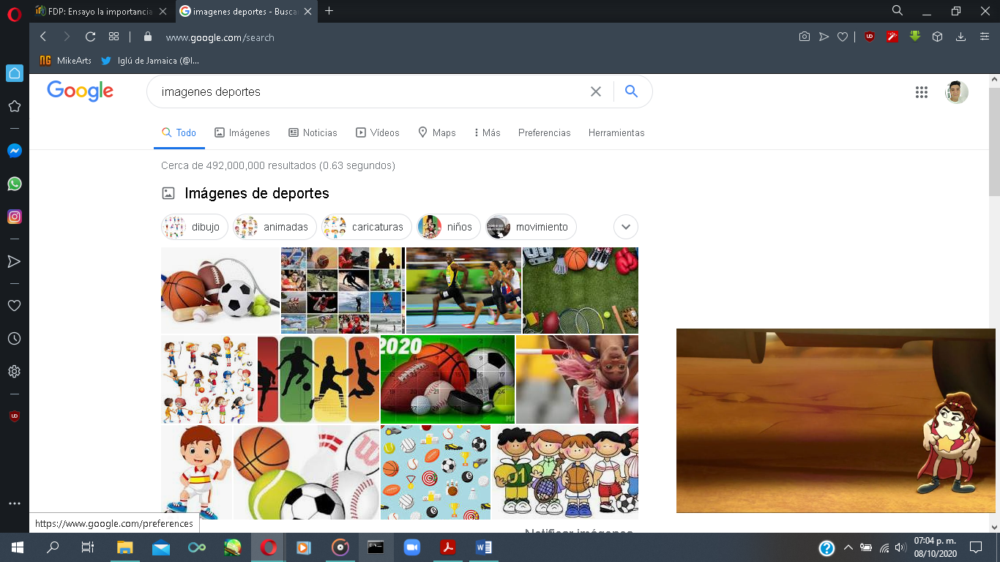 FDP: Ensayo la importancia
imagenes deportes - Busca
www.google.com/search
MikeArts
Iglú de Jamaica (@I...
Google
imagenes deportes
Todo
Imágenes
Noticias
Vídeos
Maps
Más
Preferencias
Herramientas
Cerca de 492,000,000 resultados (0.63 segundos)
Imágenes de deportes
dibujo
animadas
caricaturas
niños
movimiento
2020
https://www.google.com/preferences
Notificar imágenes
07:04 p. m.
08/10/2020